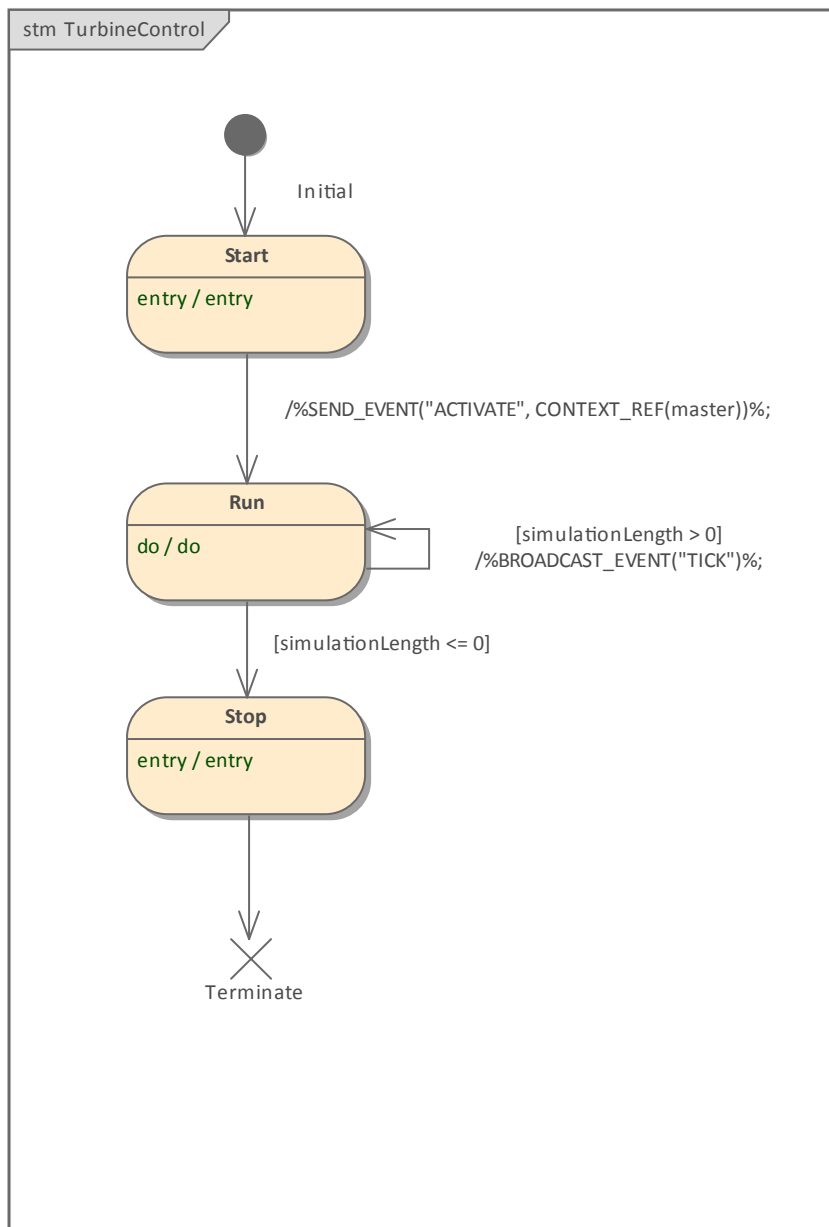 stm TurbineControl
Initial
Start
entry / entry
/%SEND_EVENT("ACTIVATE", CONTEXT_REF(master))%;
Run
do / do
[simulationLength > 0]
/%BROADCAST_EVENT("TICK")%;
[simulationLength <= 0]
Stop
entry / entry
Terminate